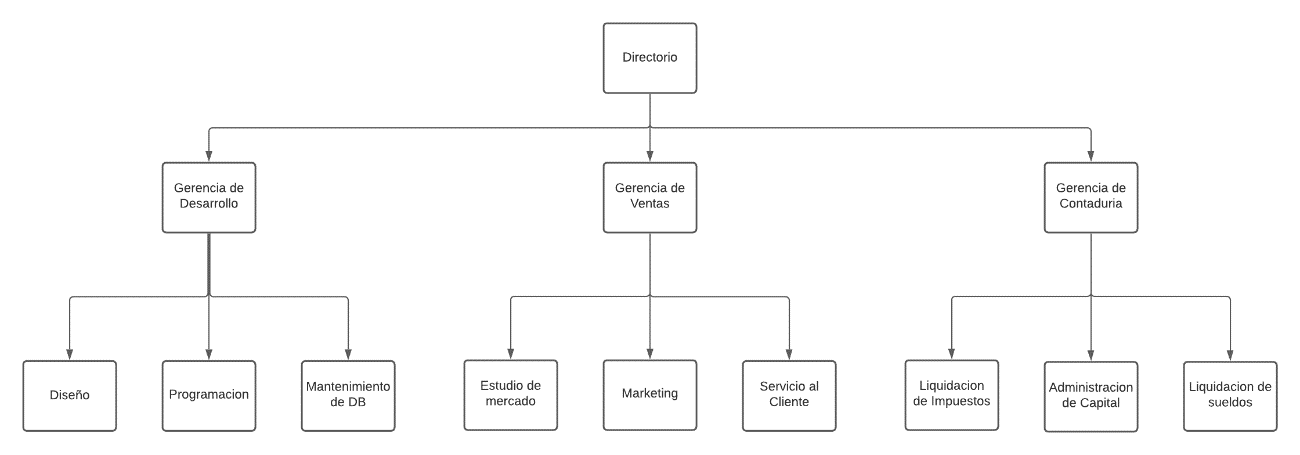 Directorio
Gerencia de
Desarrollo
Gerencia de
Ventas
Gerencia de
Contaduria
Diseño
Programacion
Mantenimiento
de DB
Estudio de
mercado
Marketing
Servicio al
Cliente
Liquidacion
de Impuestos
Administracion
de Capital
Liquidacion de
sueldos